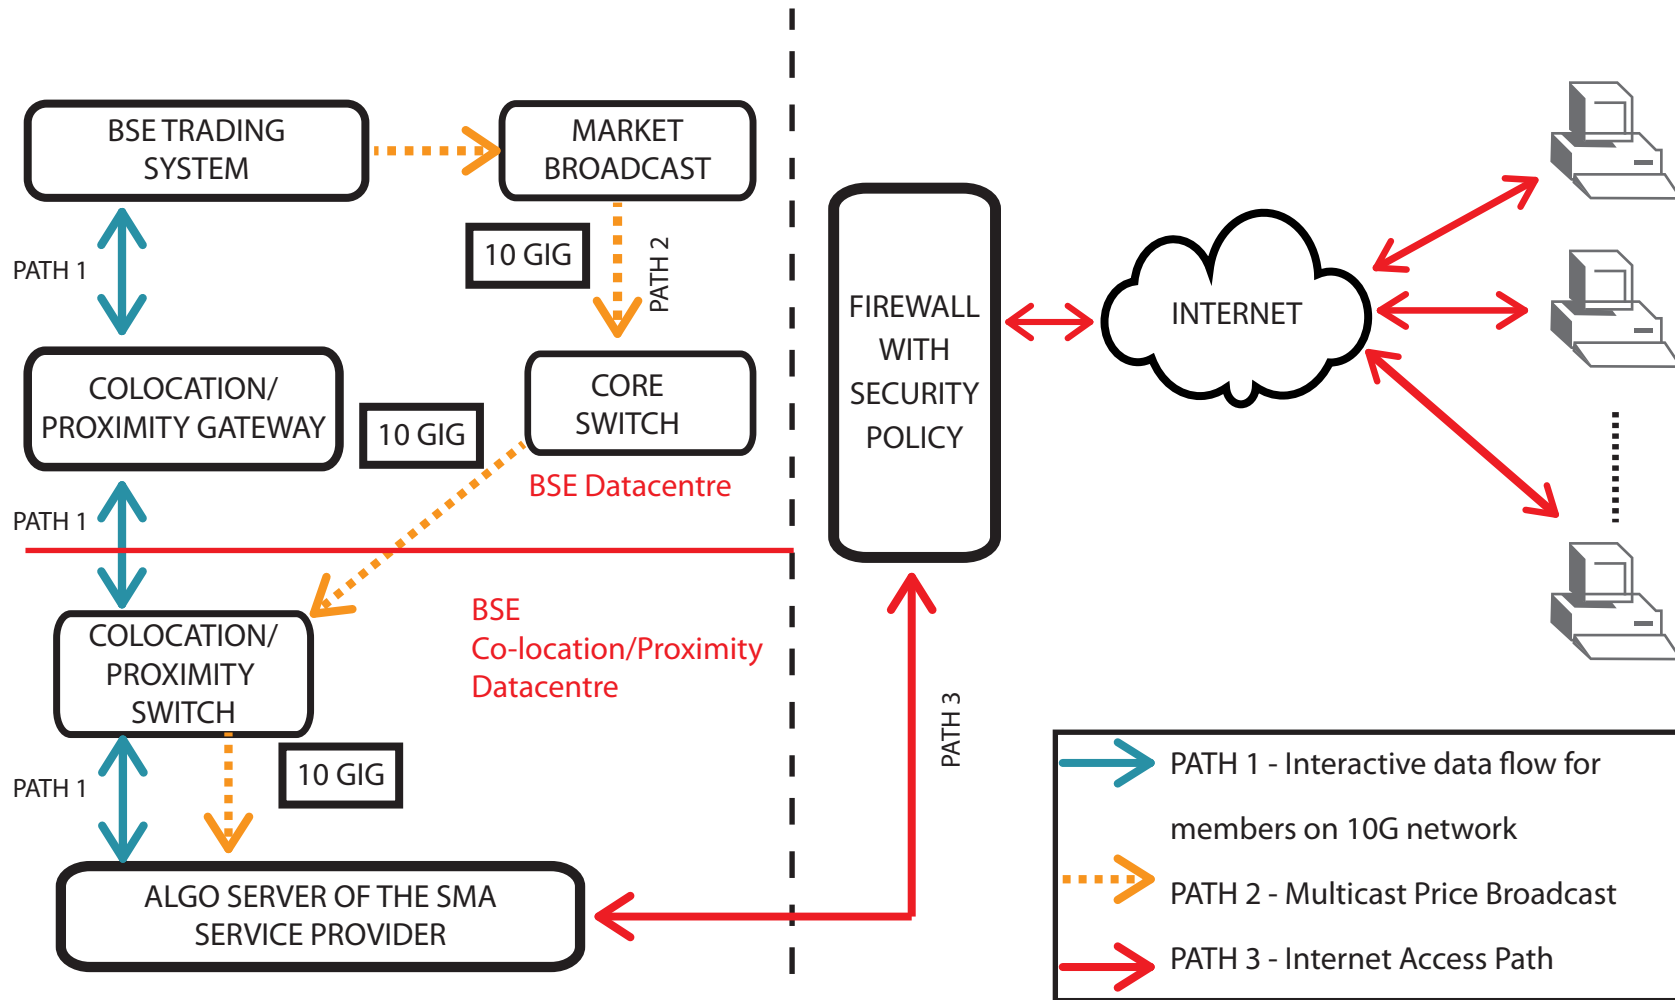 BSE TRADING
SYSTEM
MARKET
BROADCAST
10 GIG
PATH 2
PATH 1
COLOCATION/
PROXIMITY GATEWAY
10 GIG
CORE
SWITCH
BSE Datacentre
PATH 1
COLOCATION/
PROXIMITY
SWITCH
BSE
Co-location/Proximity
Datacentre
10 GIG
PATH 1
ALGO SERVER OF THE SMA
SERVICE PROVIDER
FIREWALL
WITH
SECURITY
POLICY
INTERNET
PATH 3
PATH 1 - Interactive data flow for
members on 10G network
PATH 2 - Multicast Price Broadcast
PATH 3 - Internet Access Path